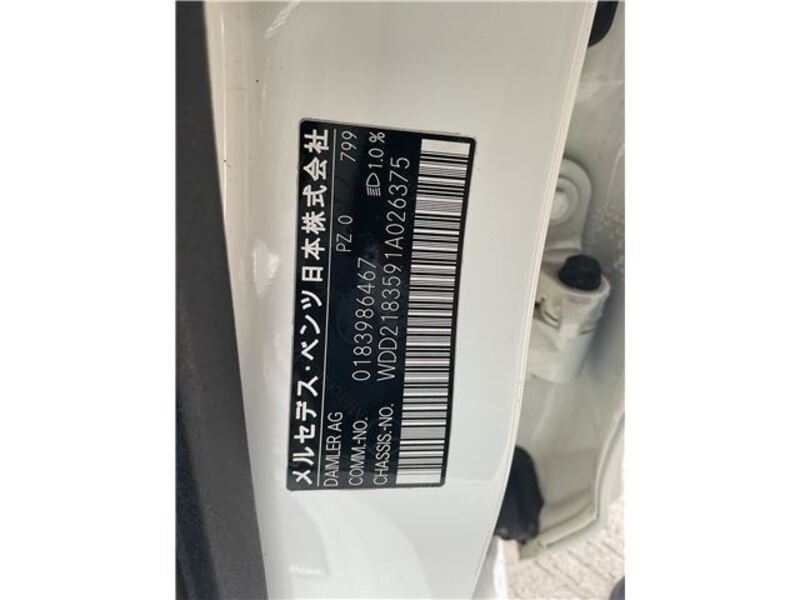 メルセデス・ベンツ日本株式会社
DAIMLER AG
COMM.-NO. 0183986467 PZ 0 799
CHASSIS.-NO. 1.0%
WDD2183591A026375